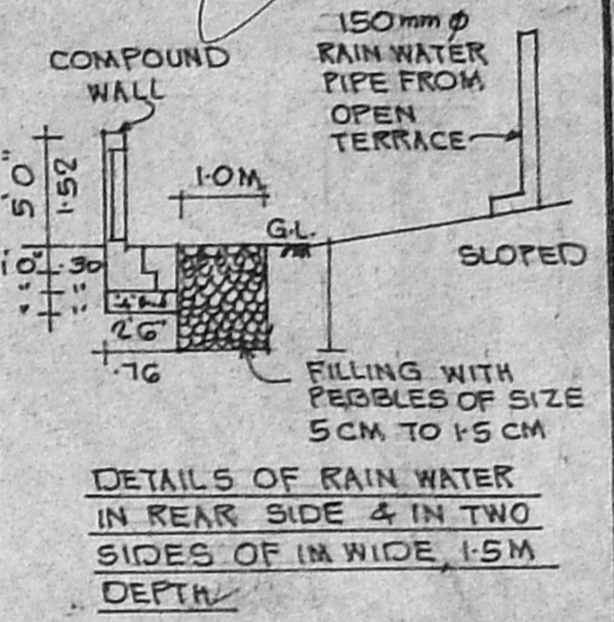 COMPOUND
WALL
150mm φ
RAIN WATER
PIPE FROM
OPEN
TERRACE
5'0"
1.52
1.0M
G.L.
SLOPED
1'0"
.30
2'6"
.76
FILLING WITH
PEBBLES OF SIZE
5 CM TO 1.5 CM
DETAILS OF RAIN WATER
IN REAR SIDE & IN TWO
SIDES OF 1M WIDE, 1.5M
DEPTH